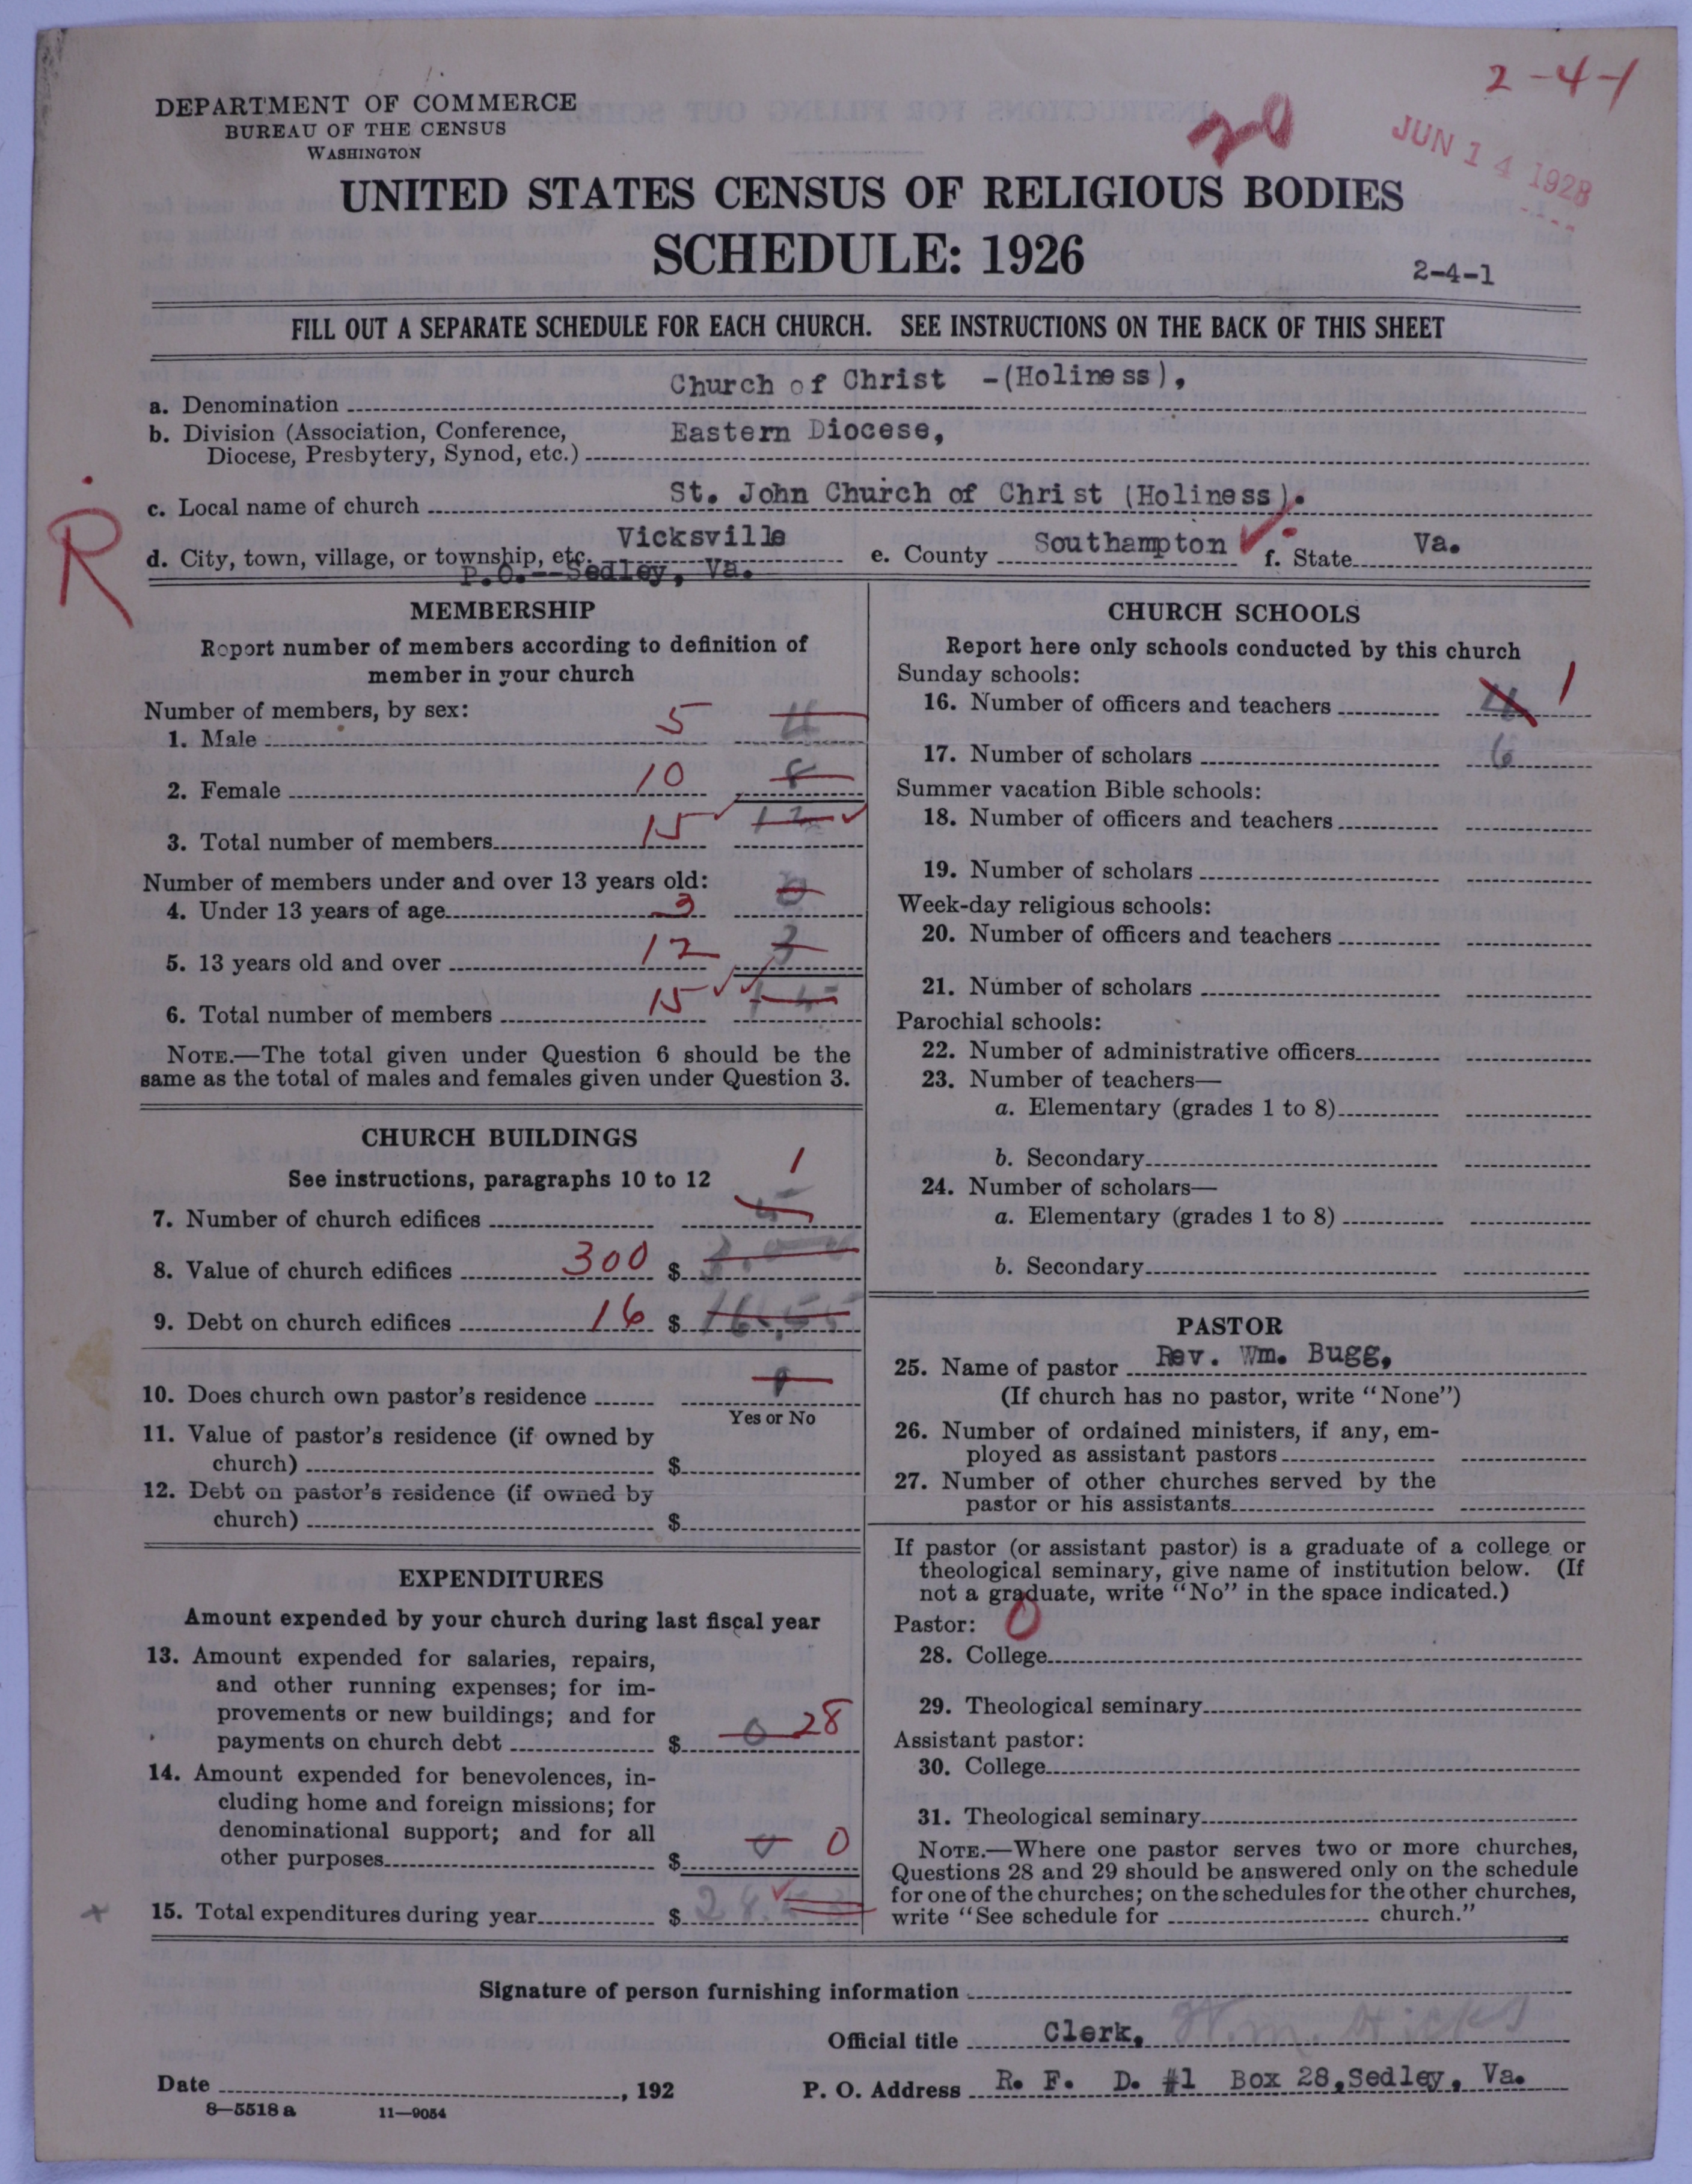 2-4-1
20
JUN 14 1928
DEPARTMENT OF COMMERCE
BUREAU OF THE CENSUS
WASHINGTON
UNITED STATES CENSUS OF RELIGIOUS BODIES
SCHEDULE: 1926
2-4-1
FILL OUT A SEPARATE SCHEDULE FOR EACH CHURCH. SEE INSTRUCTIONS ON THE BACK OF THIS SHEET
a. Denomination Church of Christ -(Holiness),
b. Division (Association, Conference, Eastern Diocese,
Diocese, Presbytery, Synod, etc.)
c. Local name of church St. John Church of Christ (Holiness).
R
d. City, town, village, or township, etc. Vicksville e. County Southampton f. State Va.
P.O.--Sedley, Va.
MEMBERSHIP
Report number of members according to definition of
member in your church
Number of members, by sex:
1. Male 5 4
2. Female 10 8
3. Total number of members 15 12
Number of members under and over 13 years old:
4. Under 13 years of age 3 0
5. 13 years old and over 12 3
6. Total number of members 15 15
NOTE.—The total given under Question 6 should be the
same as the total of males and females given under Question 3.
CHURCH BUILDINGS
See instructions, paragraphs 10 to 12
7. Number of church edifices 1
8. Value of church edifices 300 $
9. Debt on church edifices 16 $ 16.55
10. Does church own pastor's residence
Yes or No
11. Value of pastor's residence (if owned by
church) $
12. Debt on pastor's residence (if owned by
church) $
EXPENDITURES
Amount expended by your church during last fiscal year
13. Amount expended for salaries, repairs,
and other running expenses; for im-
provements or new buildings; and for
payments on church debt $ 0 28
14. Amount expended for benevolences, in-
cluding home and foreign missions; for
denominational support; and for all
other purposes $ 0 0
15. Total expenditures during year $ 28.
CHURCH SCHOOLS
Report here only schools conducted by this church
Sunday schools:
16. Number of officers and teachers 4 1
17. Number of scholars 6
Summer vacation Bible schools:
18. Number of officers and teachers
19. Number of scholars
Week-day religious schools:
20. Number of officers and teachers
21. Number of scholars
Parochial schools:
22. Number of administrative officers
23. Number of teachers—
a. Elementary (grades 1 to 8)
b. Secondary
24. Number of scholars—
a. Elementary (grades 1 to 8)
b. Secondary
PASTOR
25. Name of pastor Rev. Wm. Bugg,
(If church has no pastor, write "None")
26. Number of ordained ministers, if any, em-
ployed as assistant pastors
27. Number of other churches served by the
pastor or his assistants
If pastor (or assistant pastor) is a graduate of a college or
theological seminary, give name of institution below. (If
not a graduate, write "No" in the space indicated.)
Pastor: 0
28. College
29. Theological seminary
Assistant pastor:
30. College
31. Theological seminary
NOTE.—Where one pastor serves two or more churches,
Questions 28 and 29 should be answered only on the schedule
for one of the churches; on the schedules for the other churches,
write "See schedule for church."
Signature of person furnishing information
Official title Clerk, Wm. Hicks
Date , 192 P. O. Address R. F. D. #1 Box 28, Sedley, Va.
8—5518 a 11—9054